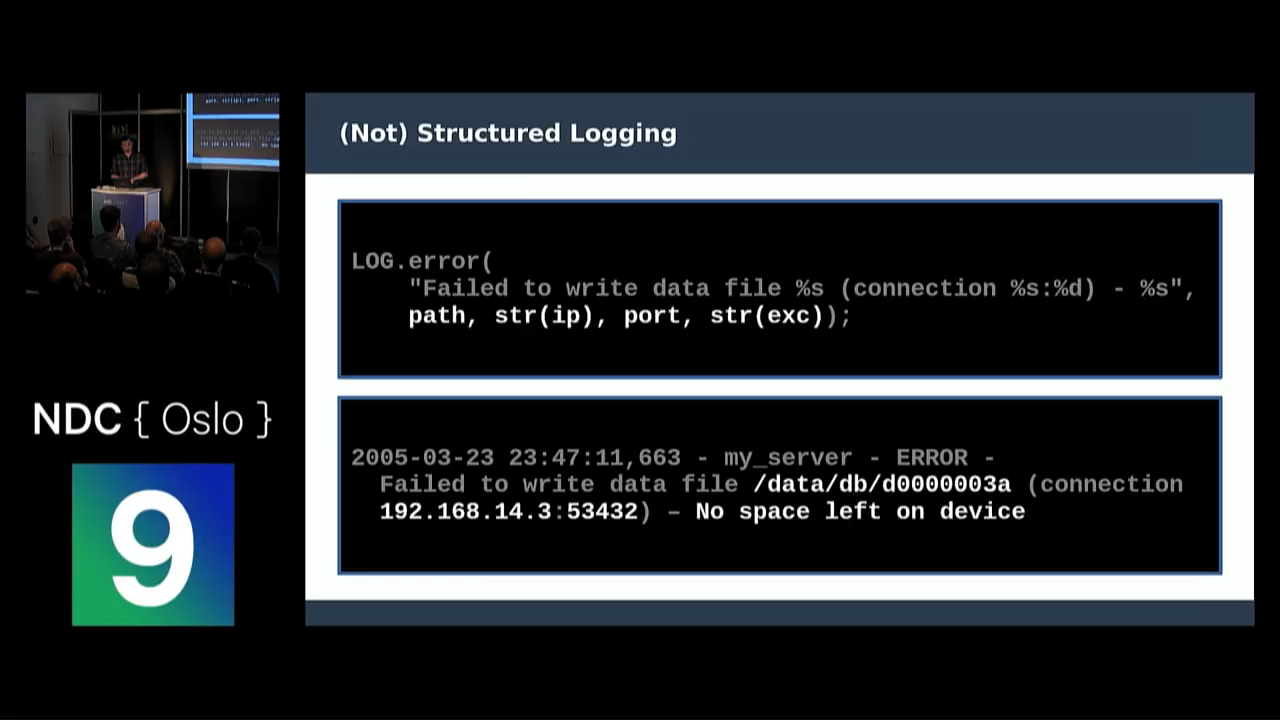 (Not) Structured Logging
LOG.error(
"Failed to write data file %s (connection %s:%d) - %s",
path, str(ip), port, str(exc));
2005-03-23 23:47:11,663 - my_server - ERROR -
Failed to write data file /data/db/d0000003a (connection
192.168.14.3:53432) – No space left on device
NDC { Oslo }
9